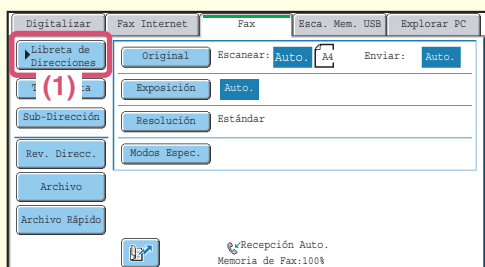 Digitalizar Fax Internet Fax Esca. Mem. USB Explorar PC
Libreta de
Direcciones
Original Escanear: Auto. A4 Enviar: Auto.
(1)
Exposición Auto.
Sub-Dirección
Resolución Estándar
Rev. Direcc.
Modos Espec.
Archivo
Archivo Rápido
Recepción Auto.
Memoria de Fax:100%